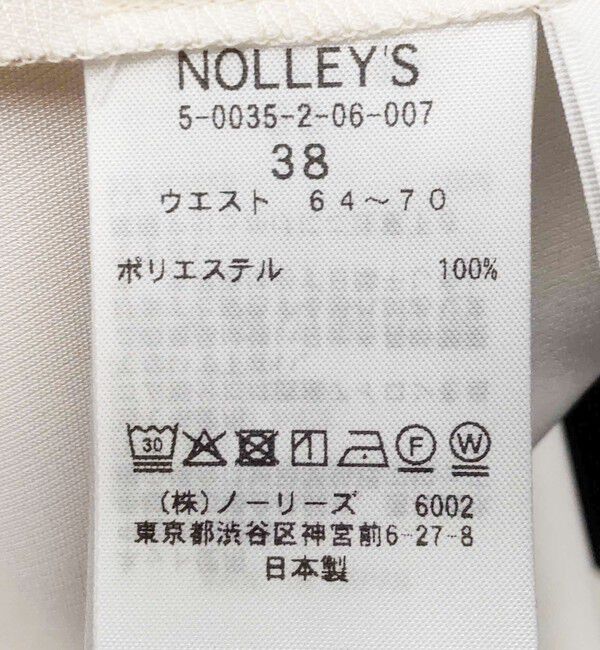 NOLLEY'S
5-0035-2-06-007
38
ウエスト 64～70
ポリエステル 100%
30 F W
(株)ノーリーズ 6002
東京都渋谷区神宮前6-27-8
日本製